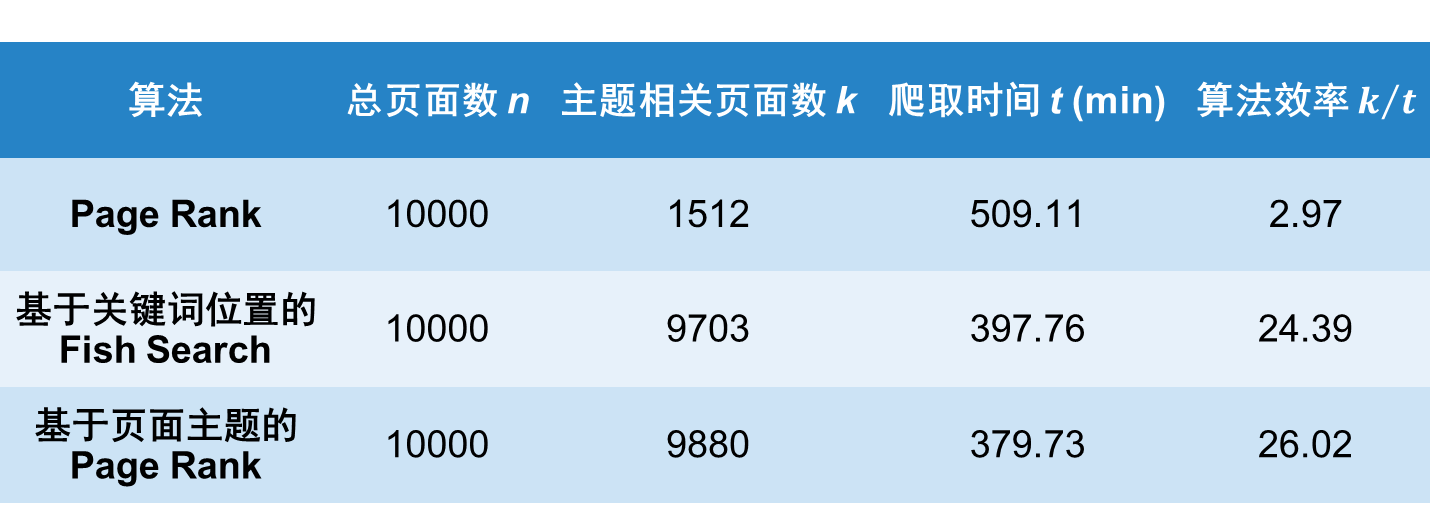 算法 总页面数 n 主题相关页面数 k 爬取时间 t (min) 算法效率 k/t
Page Rank 10000 1512 509.11 2.97
基于关键词位置的
Fish Search 10000 9703 397.76 24.39
基于页面主题的
Page Rank 10000 9880 379.73 26.02